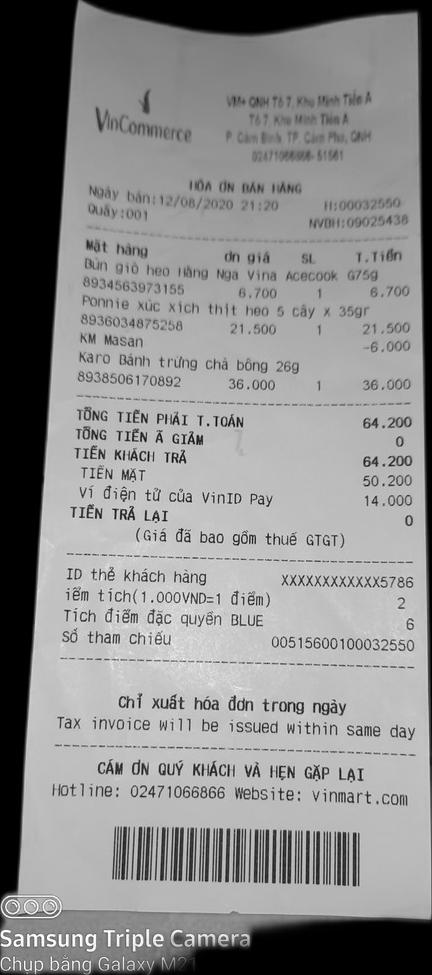 VinCommerce
VM+ QNH Tổ 7, Khu Minh Tiến A
Tổ 7, Khu Minh Tiến A
P. Cẩm Bình, TP. Cẩm Phả, QNH
02471066866-51561
HÓA ƠN BÁN HÀNG
Ngày bán:12/08/2020 21:20 H:00032550
Quầy:001 NVBH:09025438
Mặt hàng ơn giá SL T.Tiền
Bún giò heo Hàng Nga Vina Acecook G75g
8934563973155 6.700 1 6.700
Ponnie xúc xích thịt heo 5 cây x 35gr
8936034875258 21.500 1 21.500
KM Masan -6.000
Karo Bánh trứng chà bông 26g
8938506170892 36.000 1 36.000
TỔNG TIỀN PHẢI T.TOÁN 64.200
TỔNG TIỀN Ã GIẢM 0
TIỀN KHÁCH TRẢ 64.200
TIỀN MẶT 50.200
Ví điện tử của VinID Pay 14.000
TIỀN TRẢ LẠI 0
(Giá đã bao gồm thuế GTGT)
ID thẻ khách hàng XXXXXXXXXXXX5786
iểm tích(1.000VND=1 điểm) 2
Tích điểm đặc quyền BLUE 6
Số tham chiếu 00515600100032550
Chỉ xuất hóa đơn trong ngày
Tax invoice will be issued within same day
CÁM ƠN QUÝ KHÁCH VÀ HẸN GẶP LẠI
Hotline: 02471066866 Website: vinmart.com
Samsung Triple Camera
Chụp bằng Galaxy M21